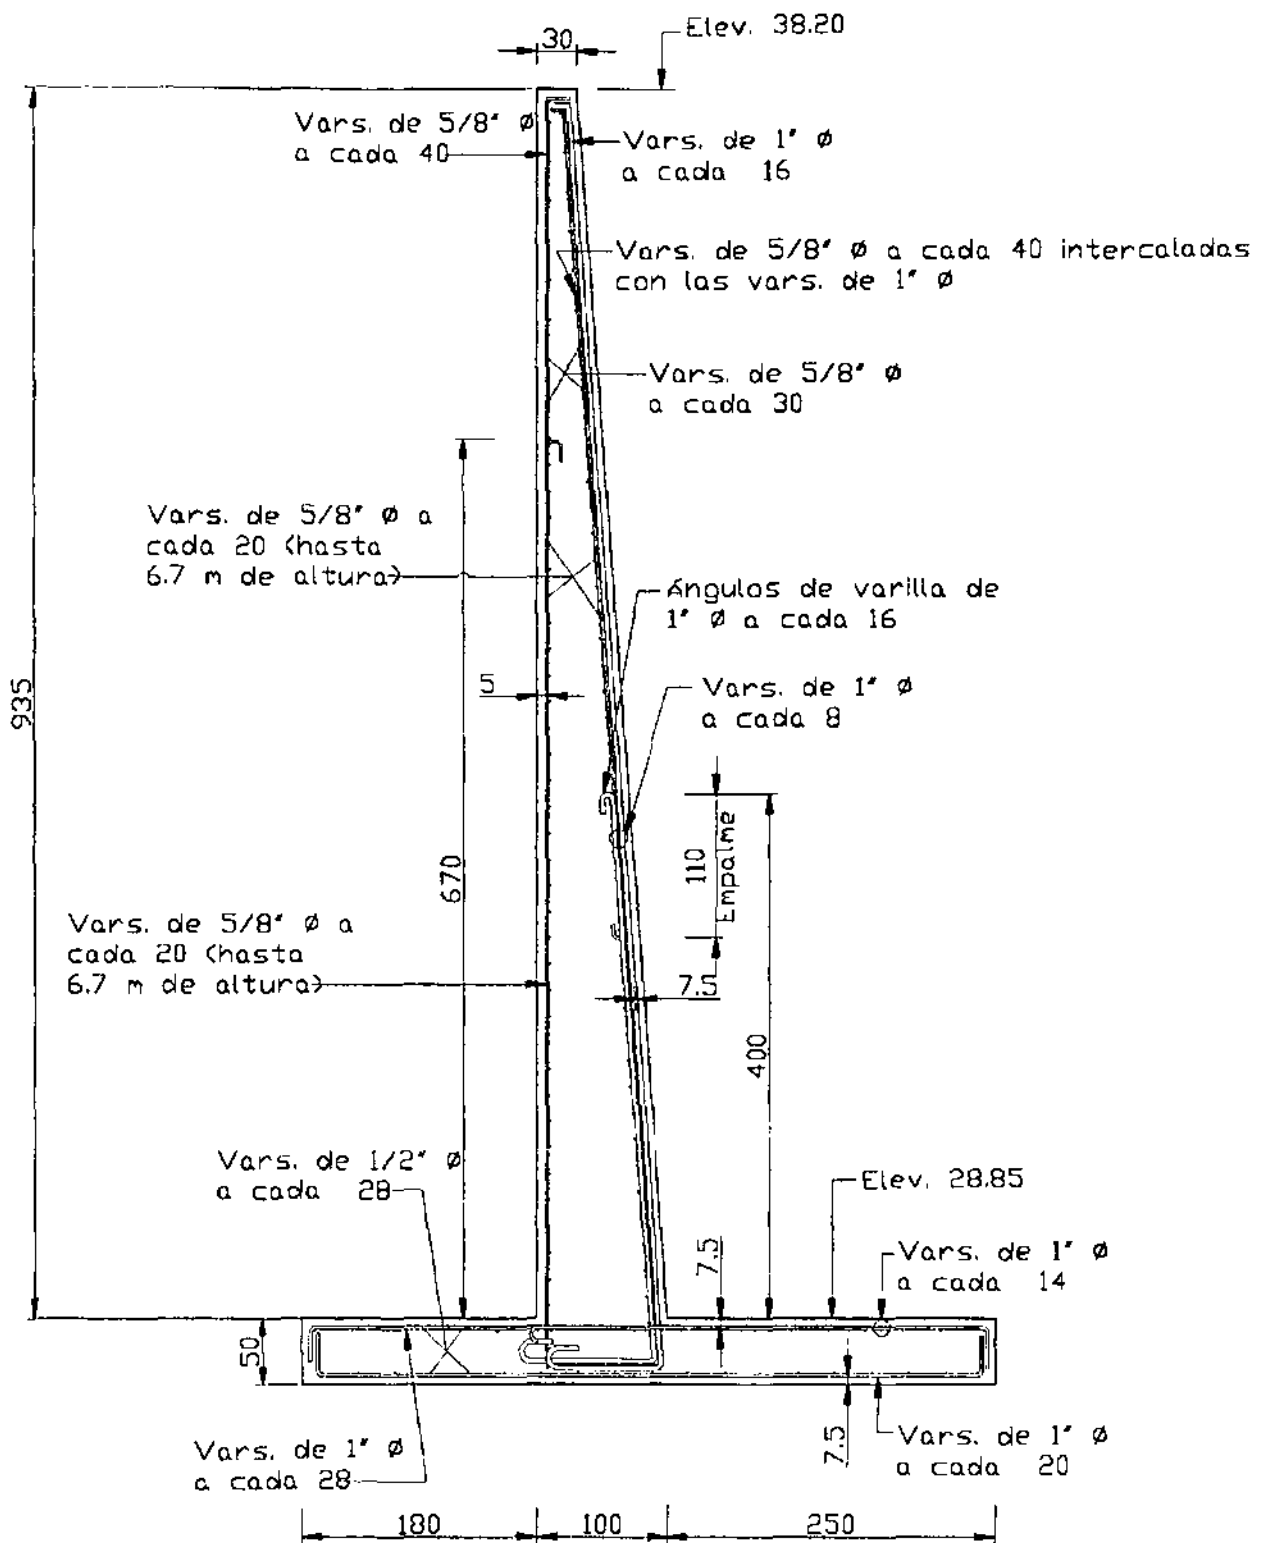 Elev. 38.20
30
Vars. de 5/8" Ø
a cada 40
Vars. de 1" Ø
a cada 16
Vars. de 5/8" Ø a cada 40 intercaladas
con las vars. de 1" Ø
Vars. de 5/8" Ø
a cada 30
Vars. de 5/8" Ø a
cada 20 (hasta
6.7 m de altura)
Ángulos de varilla de
1" Ø a cada 16
5
Vars. de 1" Ø
a cada 8
935
670
110
Empalme
Vars. de 5/8" Ø a
cada 20 (hasta
6.7 m de altura)
7.5
400
Vars. de 1/2" Ø
a cada 28
Elev. 28.85
7.5
Vars. de 1" Ø
a cada 14
50
Vars. de 1" Ø
a cada 28
7.5
Vars. de 1" Ø
a cada 20
180
100
250